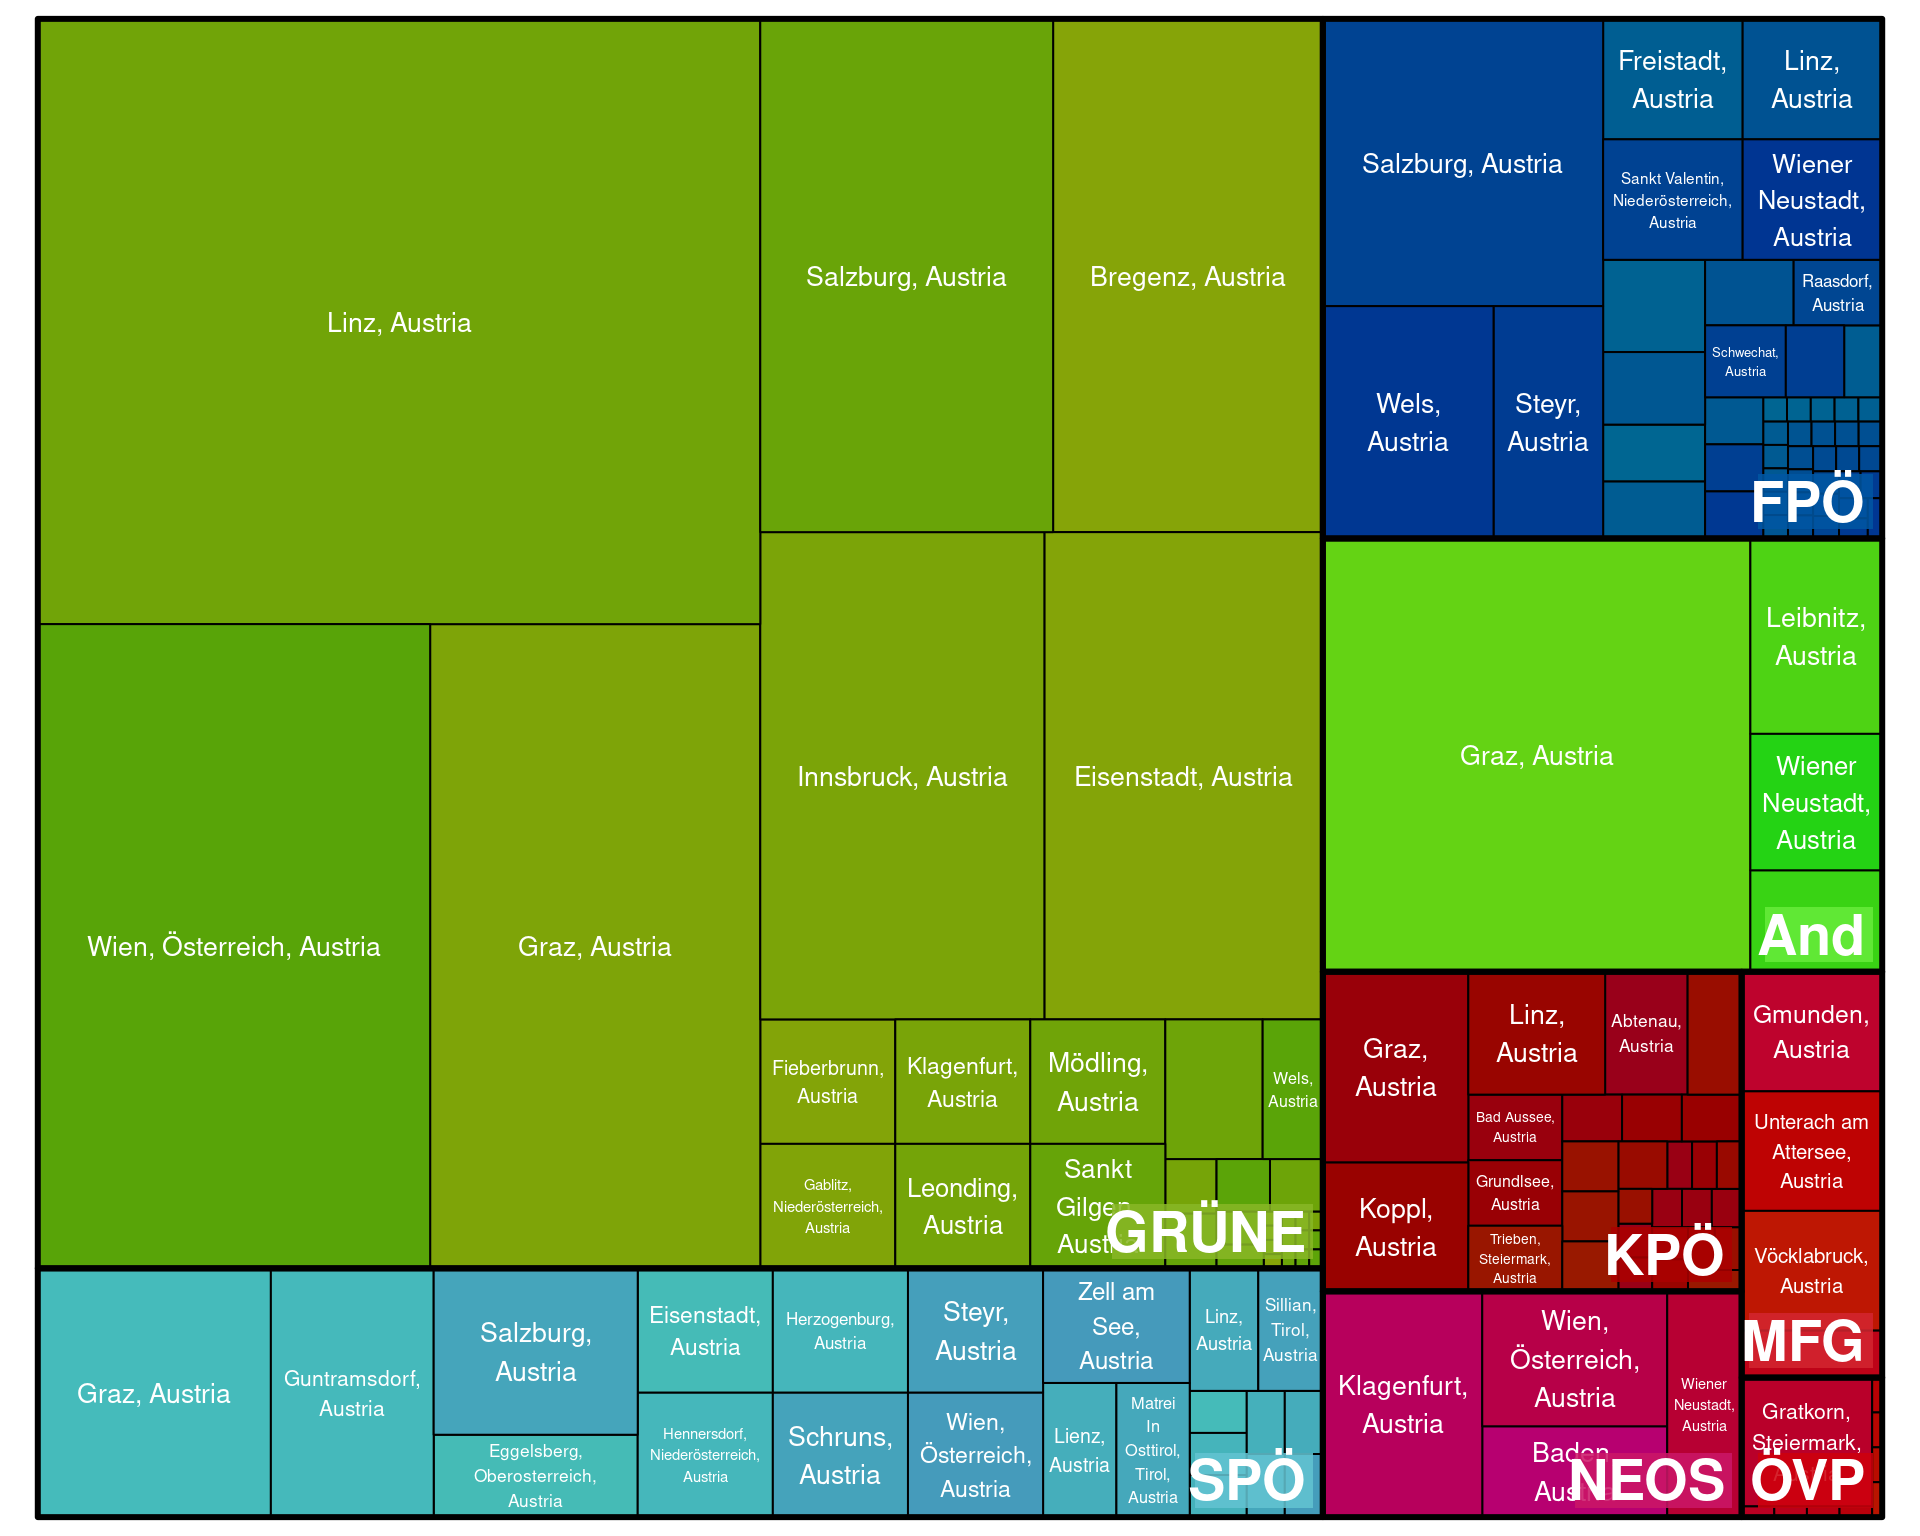 Linz, Austria
Salzburg, Austria
Bregenz, Austria
Wien, Österreich, Austria
Graz, Austria
Innsbruck, Austria
Eisenstadt, Austria
Fieberbrunn,
Austria
Klagenfurt,
Austria
Mödling,
Austria
Wels,
Austria
Gablitz,
Niederösterreich,
Austria
Leonding,
Austria
Sankt
Gilgen
Austria
GRÜNE
Salzburg, Austria
Freistadt,
Austria
Linz,
Austria
Sankt Valentin,
Niederösterreich,
Austria
Wiener
Neustadt,
Austria
Wels,
Austria
Steyr,
Austria
Raasdorf,
Austria
Schwechat,
Austria
FPÖ
Graz, Austria
Leibnitz,
Austria
Wiener
Neustadt,
Austria
And
Graz,
Austria
Linz,
Austria
Abtenau,
Austria
Bad Aussee,
Austria
Koppl,
Austria
Grundlsee,
Austria
Trieben,
Steiermark,
Austria
KPÖ
Gmunden,
Austria
Unterach am
Attersee,
Austria
Vöcklabruck,
Austria
MFG
Graz, Austria
Guntramsdorf,
Austria
Salzburg,
Austria
Eggelsberg,
Oberosterreich,
Austria
Eisenstadt,
Austria
Hennersdorf,
Niederösterreich,
Austria
Herzogenburg,
Austria
Schruns,
Austria
Steyr,
Austria
Wien,
Österreich,
Austria
Zell am
See,
Austria
Lienz,
Austria
Matrei
In
Osttirol,
Tirol,
Austria
Linz,
Austria
Sillian,
Tirol,
Austria
SPÖ
Klagenfurt,
Austria
Wien,
Österreich,
Austria
Baden,
Austria
Wiener
Neustadt,
Austria
NEOS
Gratkorn,
Steiermark,
ÖVP